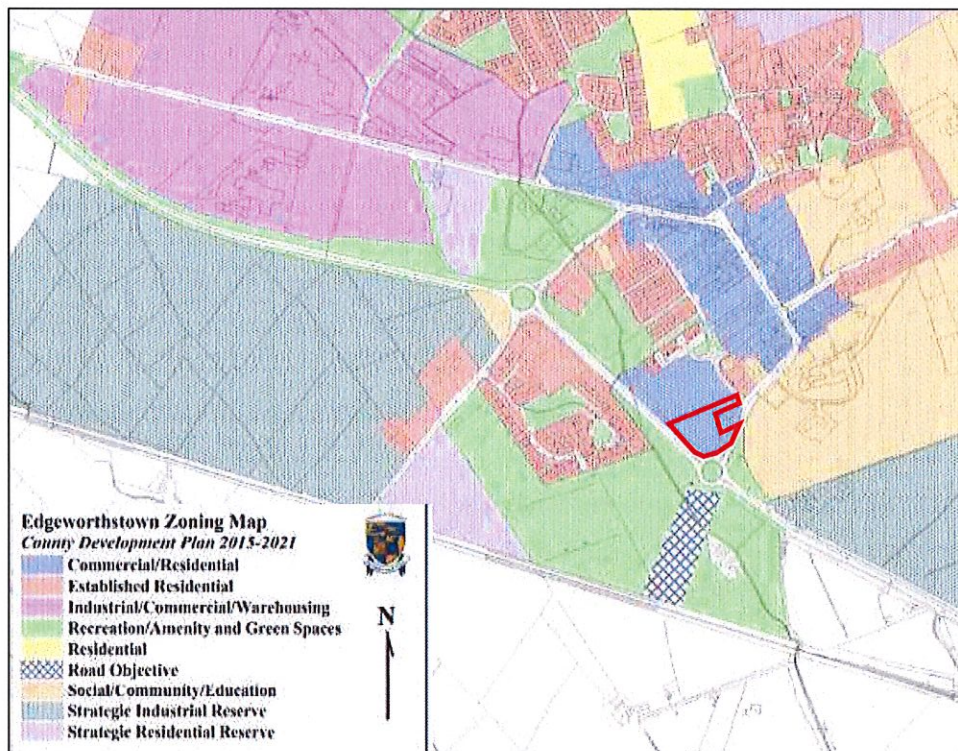 Edgeworthstown Zoning Map
County Development Plan 2015-2021
Commercial/Residential
Established Residential
Industrial/Commercial/Warehousing
Recreation/Amenity and Green Spaces
Residential
Road Objective
Social/Community/Education
Strategic Industrial Reserve
Strategic Residential Reserve
N